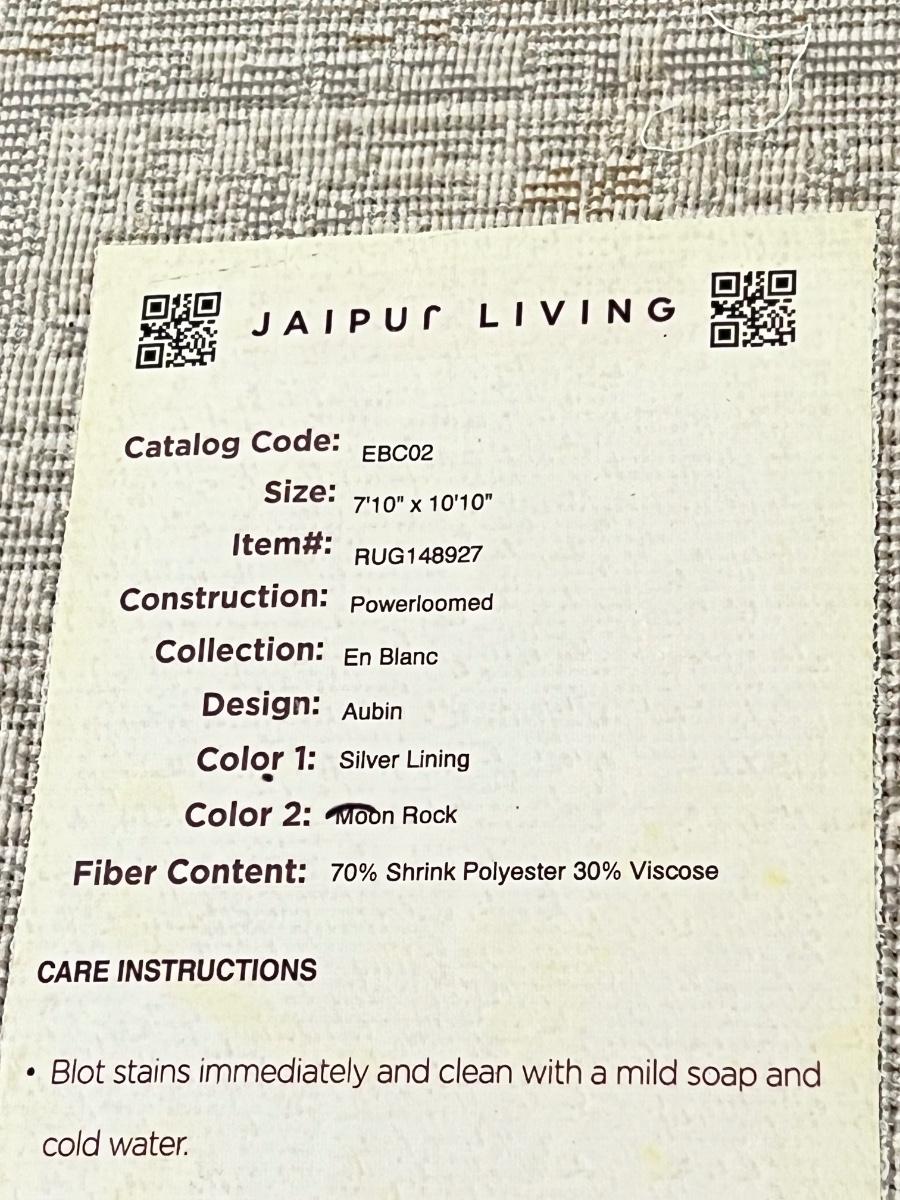 JAIPUr LIVING
Catalog Code: EBC02
Size: 7'10" x 10'10"
Item#: RUG148927
Construction: Powerloomed
Collection: En Blanc
Design: Aubin
Color 1: Silver Lining
Color 2: Moon Rock
Fiber Content: 70% Shrink Polyester 30% Viscose
CARE INSTRUCTIONS
• Blot stains immediately and clean with a mild soap and
cold water.